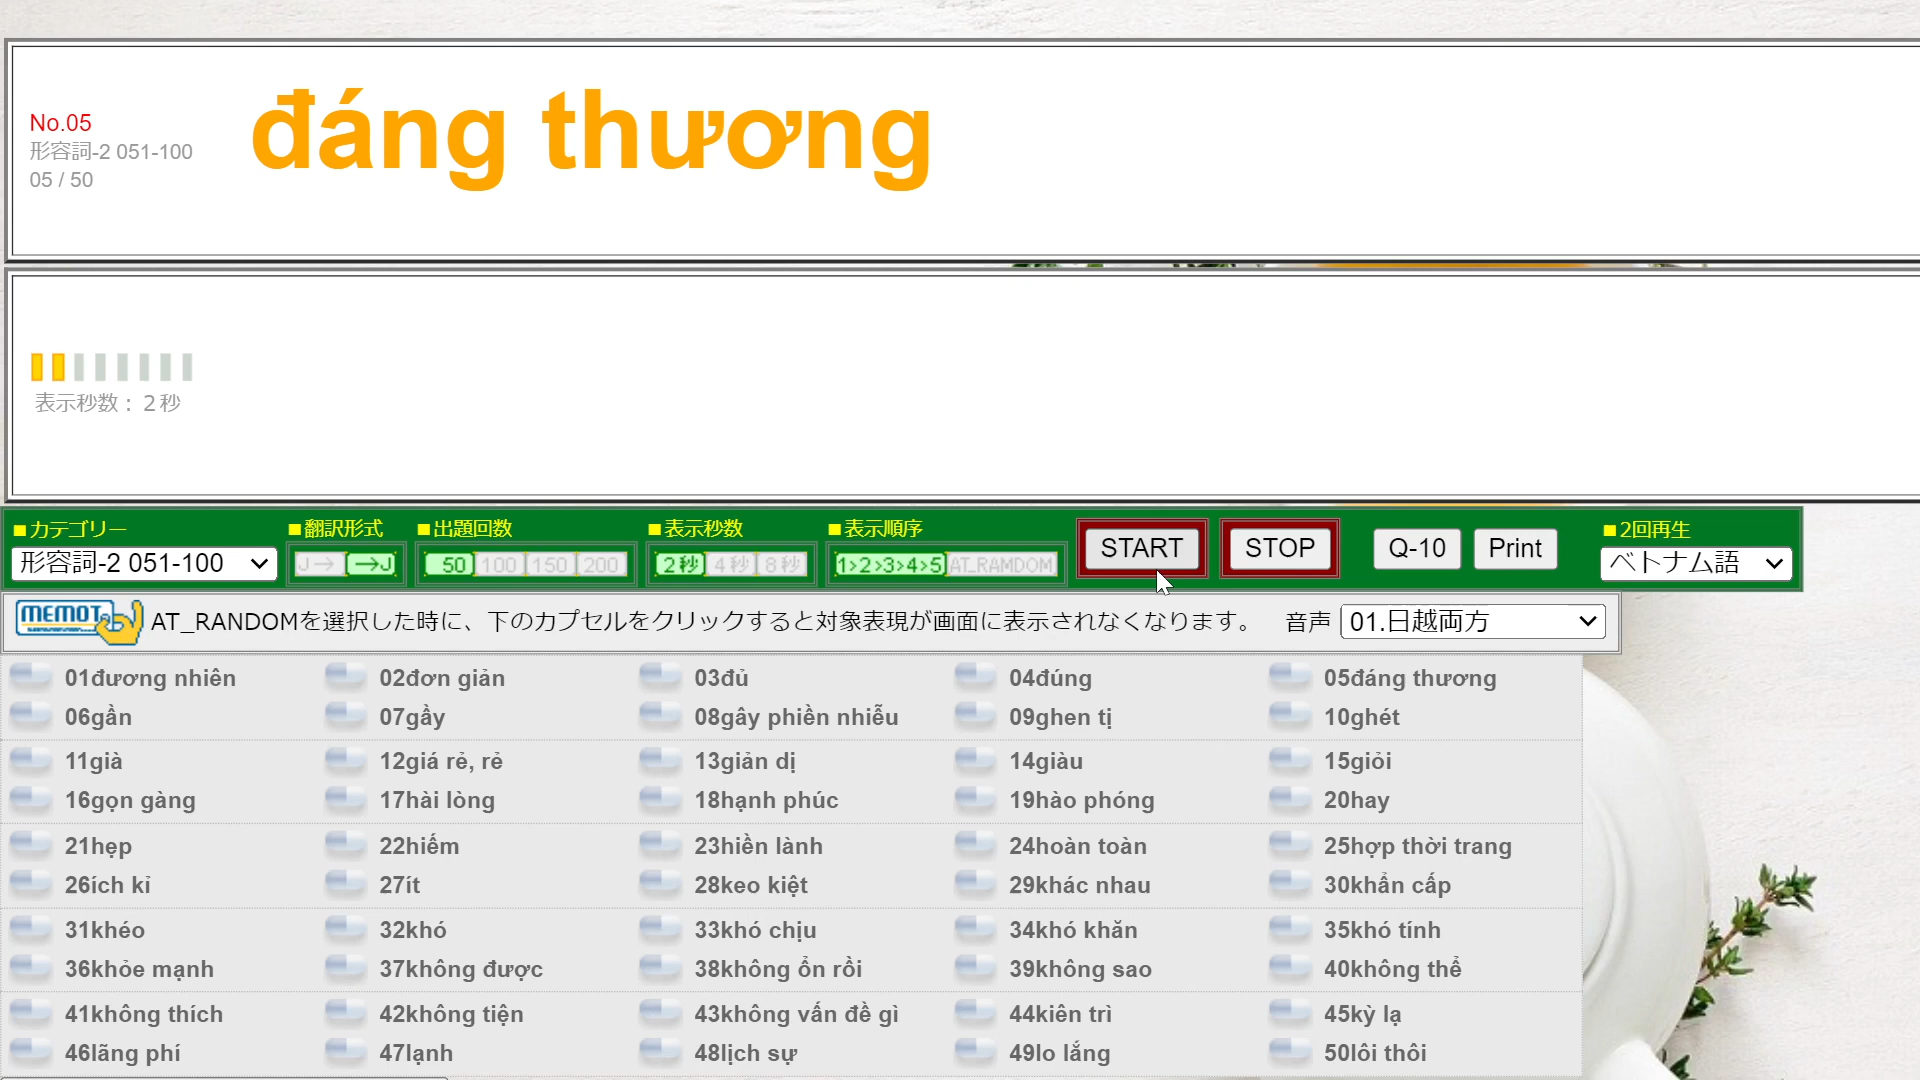 đáng thương
No.05
形容詞-2 051-100
05 / 50
表示秒数：２秒
■カテゴリー ■翻訳形式 ■出題回数 ■表示秒数 ■表示順序 ■2回再生
形容詞-2 051-100 J→ →J 50 100 150 200 2秒 4秒 8秒 1>2>3>4>5 AT_RAMDOM START STOP Q-10 Print ベトナム語
MEMOT AT_RANDOMを選択した時に、下のカプセルをクリックすると対象表現が画面に表示されなくなります。 音声 01.日越両方
01đương nhiên 02đơn giản 03đủ 04đúng 05đáng thương
06gần 07gầy 08gây phiền nhiễu 09ghen tị 10ghét
11già 12giá rẻ, rẻ 13giản dị 14giàu 15giỏi
16gọn gàng 17hài lòng 18hạnh phúc 19hào phóng 20hay
21hẹp 22hiếm 23hiền lành 24hoàn toàn 25hợp thời trang
26ích kỉ 27ít 28keo kiệt 29khác nhau 30khẩn cấp
31khéo 32khó 33khó chịu 34khó khăn 35khó tính
36khỏe mạnh 37không được 38không ổn rồi 39không sao 40không thể
41không thích 42không tiện 43không vấn đề gì 44kiên trì 45kỳ lạ
46lãng phí 47lạnh 48lịch sự 49lo lắng 50lôi thôi